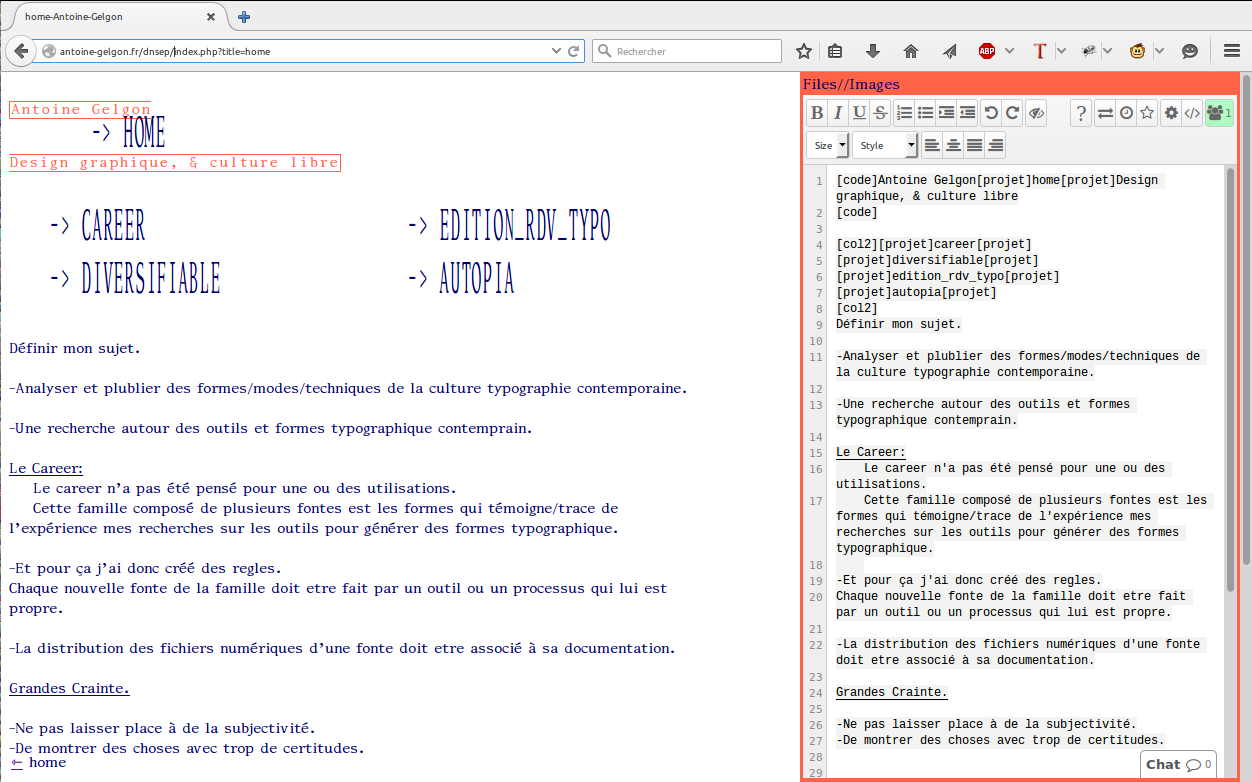 home-Antoine-Gelgon
antoine-gelgon.fr/dnsep/index.php?title=home
Rechercher
ABP
T
Antoine Gelgon
-> HOME
Design graphique, & culture libre
-> CAREER
-> EDITION_RDV_TYPO
-> DIVERSIFIABLE
-> AUTOPIA
Définir mon sujet.
-Analyser et plublier des formes/modes/techniques de la culture typographie contemporaine.
-Une recherche autour des outils et formes typographique contemprain.
Le Career:
Le career n’a pas été pensé pour une ou des utilisations.
Cette famille composé de plusieurs fontes est les formes qui témoigne/trace de
l’expérience mes recherches sur les outils pour générer des formes typographique.
-Et pour ça j’ai donc créé des regles.
Chaque nouvelle fonte de la famille doit etre fait par un outil ou un processus qui lui est
propre.
-La distribution des fichiers numériques d’une fonte doit etre associé à sa documentation.
Grandes Crainte.
-Ne pas laisser place à de la subjectivité.
-De montrer des choses avec trop de certitudes.
← home
Files//Images
B I U S ? </> 1
Size Style
1 [code]Antoine Gelgon[projet]home[projet]Design
graphique, & culture libre
2 [code]
3
4 [col2][projet]career[projet]
5 [projet]diversifiable[projet]
6 [projet]edition_rdv_typo[projet]
7 [projet]autopia[projet]
8 [col2]
9 Définir mon sujet.
10
11 -Analyser et plublier des formes/modes/techniques de
la culture typographie contemporaine.
12
13 -Une recherche autour des outils et formes
typographique contemprain.
14
15 Le Career:
16 Le career n'a pas été pensé pour une ou des
utilisations.
17 Cette famille composé de plusieurs fontes est les
formes qui témoigne/trace de l'expérience mes
recherches sur les outils pour générer des formes
typographique.
18
19 -Et pour ça j'ai donc créé des regles.
20 Chaque nouvelle fonte de la famille doit etre fait
par un outil ou un processus qui lui est propre.
21
22 -La distribution des fichiers numériques d'une fonte
doit etre associé à sa documentation.
23
24 Grandes Crainte.
25
26 -Ne pas laisser place à de la subjectivité.
27 -De montrer des choses avec trop de certitudes.
28
29
Chat 0